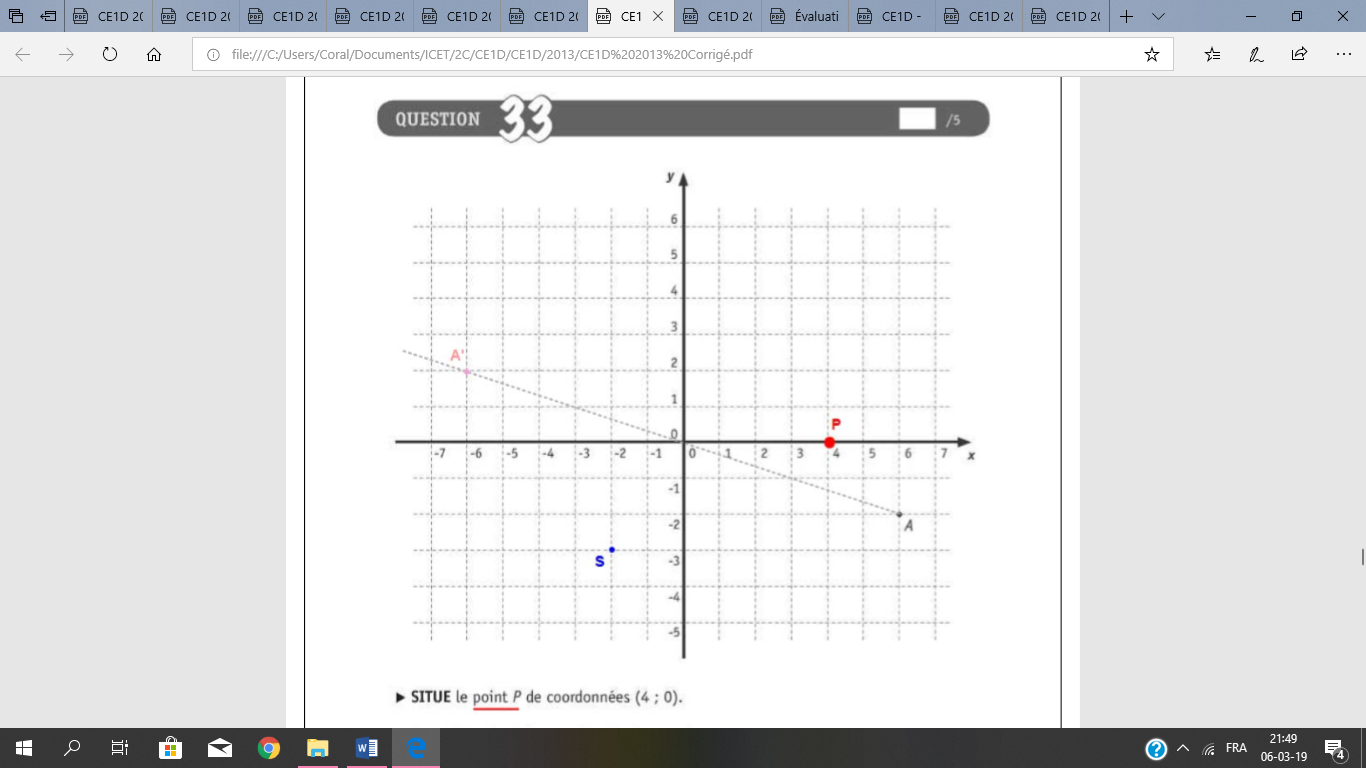 CE1D 20 CE1D 20 CE1D 20 CE1D 20 CE1D 20 CE1D 20 CE1 CE1D 20 Évaluati CE1D - CE1D 20 CE1D 20
file:///C:/Users/Coral/Documents/ICET/2C/CE1D/CE1D/2013/CE1D%202013%20Corrigé.pdf
QUESTION 33 /5
y
6
5
4
3
A' 2
1
P
0
-7 -6 -5 -4 -3 -2 -1 0 1 2 3 4 5 6 7 x
-1
-2 A
S -3
-4
-5
► SITUE le point P de coordonnées (4 ; 0).
FRA 21:49
06-03-19 4